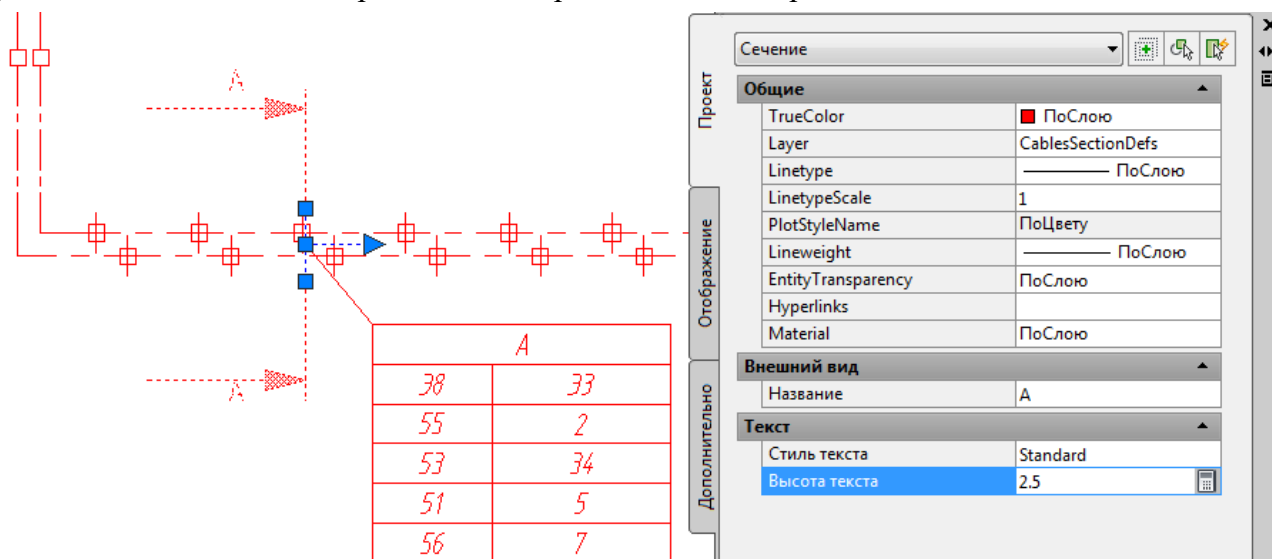 А
А
А
38 33
55 2
53 34
51 5
56 7
Проект
Отображение
Дополнительно
Сечение
Общие
TrueColor ПоСлою
Layer CablesSectionDefs
Linetype ПоСлою
LinetypeScale 1
PlotStyleName ПоЦвету
Lineweight ПоСлою
EntityTransparency ПоСлою
Hyperlinks
Material ПоСлою
Внешний вид
Название А
Текст
Стиль текста Standard
Высота текста 2.5